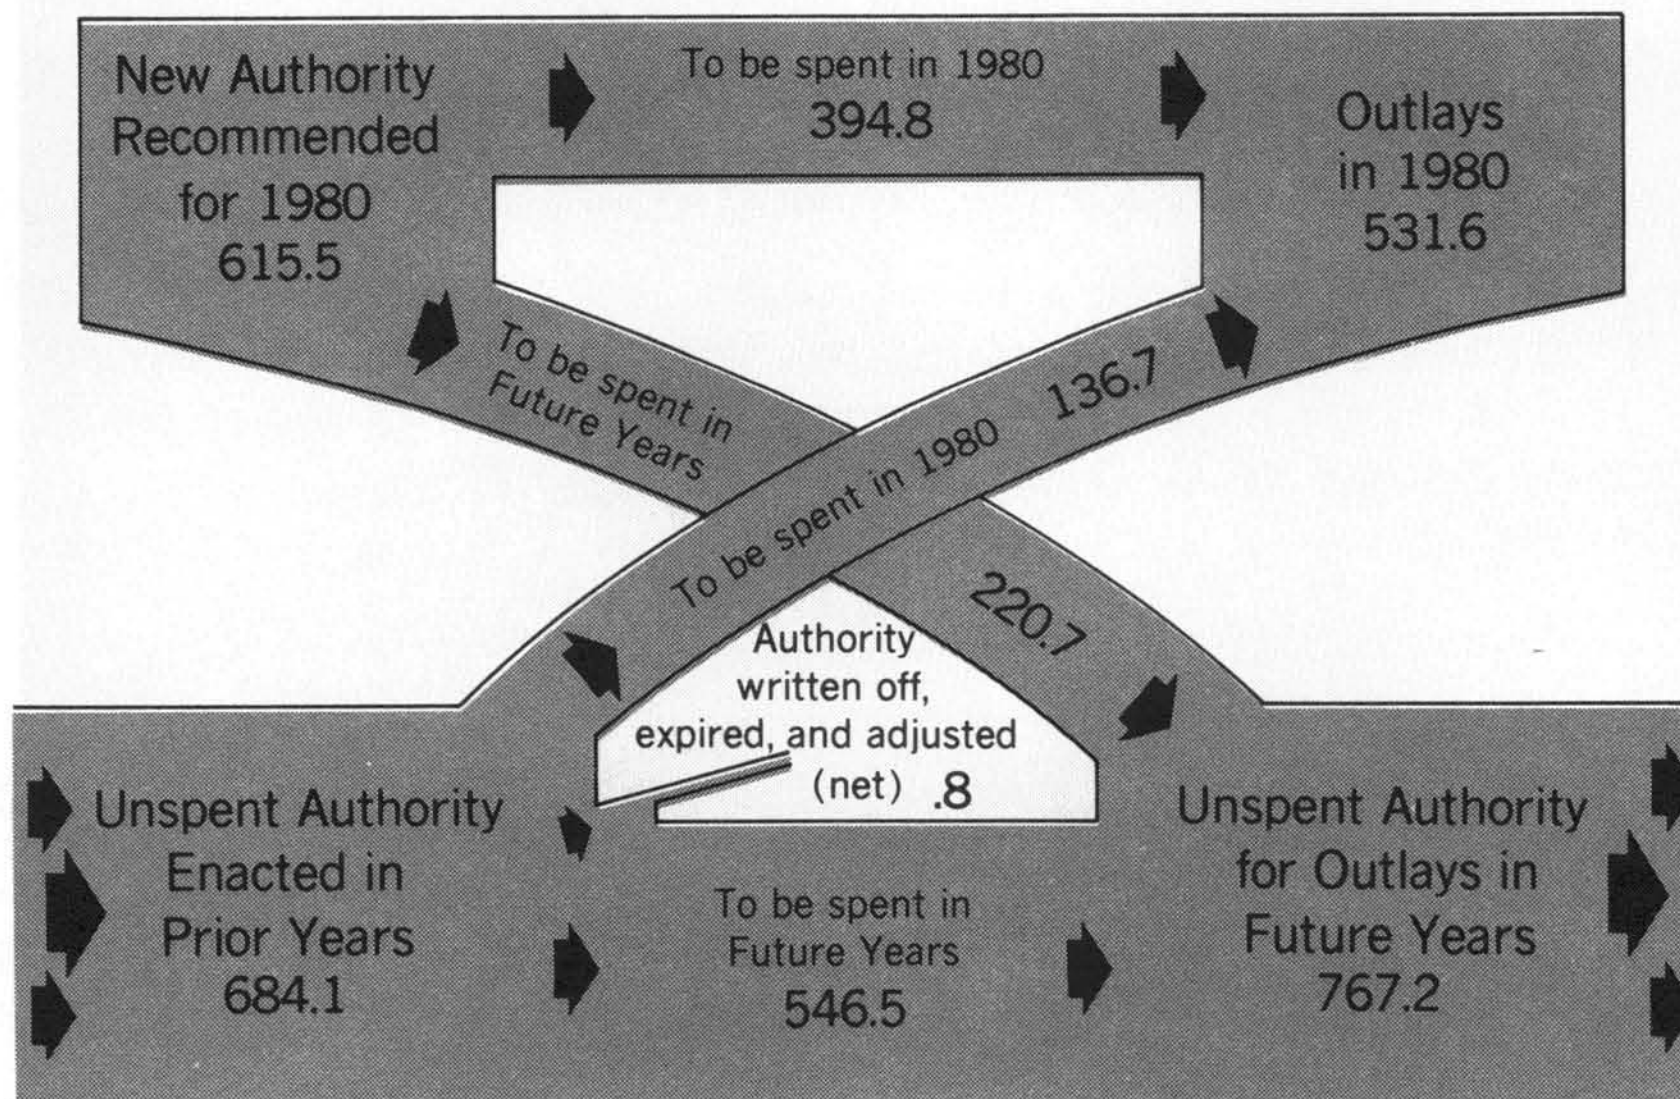 New Authority
Recommended
for 1980
615.5
To be spent in 1980
394.8
Outlays
in 1980
531.6
To be spent in
Future Years
220.7
To be spent in 1980 136.7
Authority
written off,
expired, and adjusted
(net) .8
Unspent Authority
Enacted in
Prior Years
684.1
To be spent in
Future Years
546.5
Unspent Authority
for Outlays in
Future Years
767.2